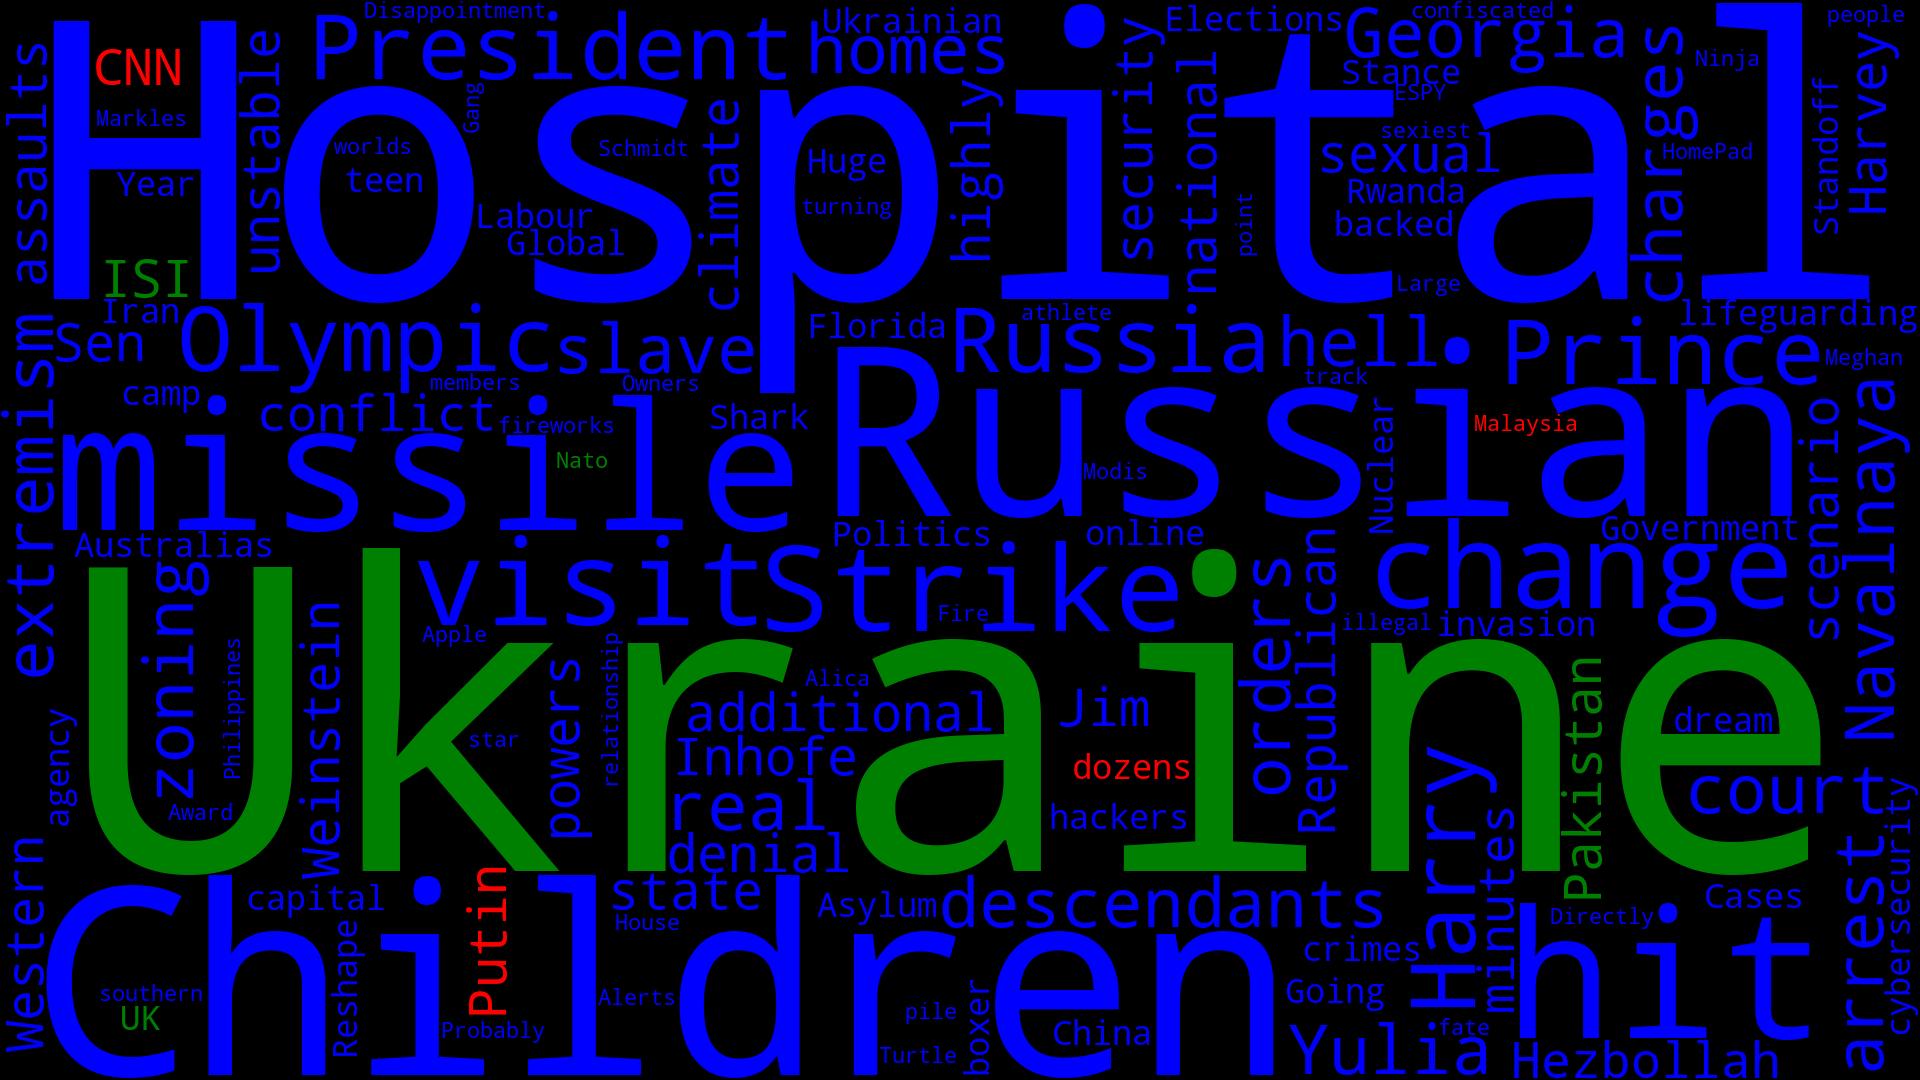 Hospital
Disappointment
President
Ukrainian
homes
Elections
Georgia
confiscated
people
CNN
Markles
Year
ISI
Iran
assaults
unstable
Gang
worlds
teen
Schmidt
Labour
Global
climate
Huge
turning
highly
security
national
point
Stance
ESPY
sexiest
sexual
Rwanda
backed
Large
charges
Ninja
HomePad
Standoff
Harvey
Sen
Olympic
slave
Florida
athlete
Russia
hell
Prince
lifeguarding
Meghan
extremism
camp
members
Owners
track
conflict
fireworks
Shark
missile
Nato
Russian
Modis
Nuclear
Malaysia
scenario
Navalnaya
Australias
visit
Strike
Politics
online
change
Government
zoning
Philippines
Weinstein
Apple
Fire
orders
Republican
illegal
invasion
Ukraine
agency
Award
star
powers
relationship
Alica
additional
Jim
Inhofe
dozens
real
hackers
denial
Pakistan
dream
court
cybersecurity
Western
capital
Putin
state
House
Asylum
descendants
Harry
minutes
Cases
Directly
arrest
Children
southern
UK
Reshape
Probably
Alerts
pile
Turtle
boxer
China
crimes
Going
hit
fate
Yulia
Hezbollah